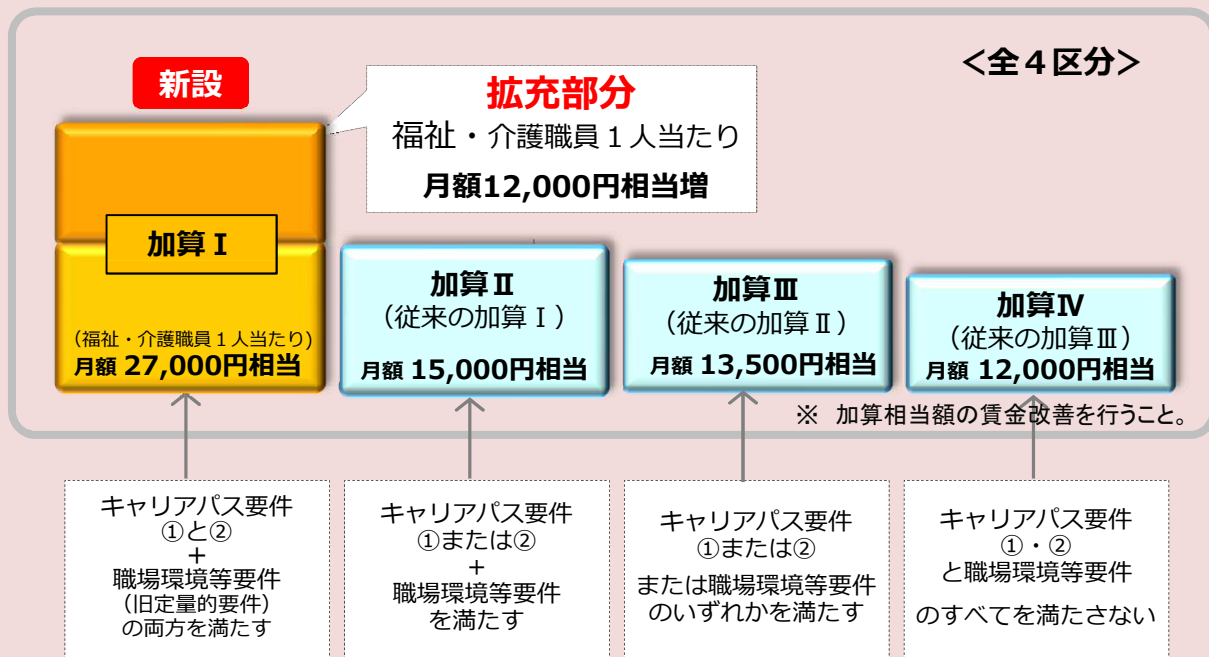 <全４区分>
新設
拡充部分
福祉・介護職員１人当たり
月額12,000円相当増
加算Ⅰ
(福祉・介護職員１人当たり)
月額 27,000円相当
加算Ⅱ
（従来の加算Ⅰ）
月額 15,000円相当
加算Ⅲ
（従来の加算Ⅱ）
月額 13,500円相当
加算Ⅳ
（従来の加算Ⅲ）
月額 12,000円相当
※　加算相当額の賃金改善を行うこと。
キャリアパス要件
①と②
+
職場環境等要件
(旧定量的要件)
の両方を満たす
キャリアパス要件
①または②
+
職場環境等要件
を満たす
キャリアパス要件
①または②
または職場環境等要件
のいずれかを満たす
キャリアパス要件
①・②
と職場環境等要件
のすべてを満たさない